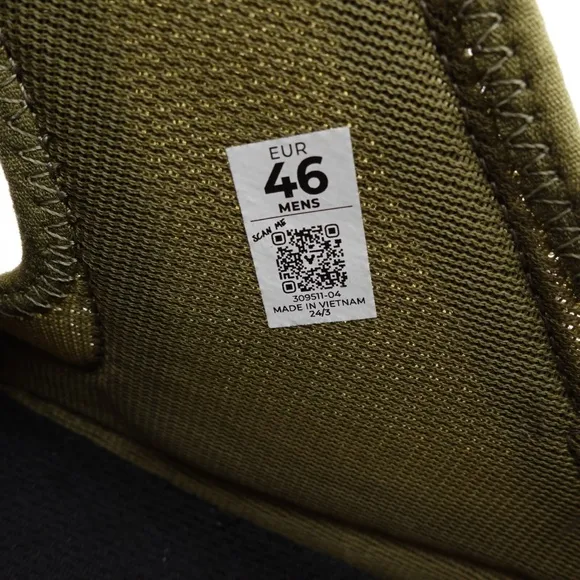 EUR
46
MENS
SCAN ME
309511-04
MADE IN VIETNAM
24/3